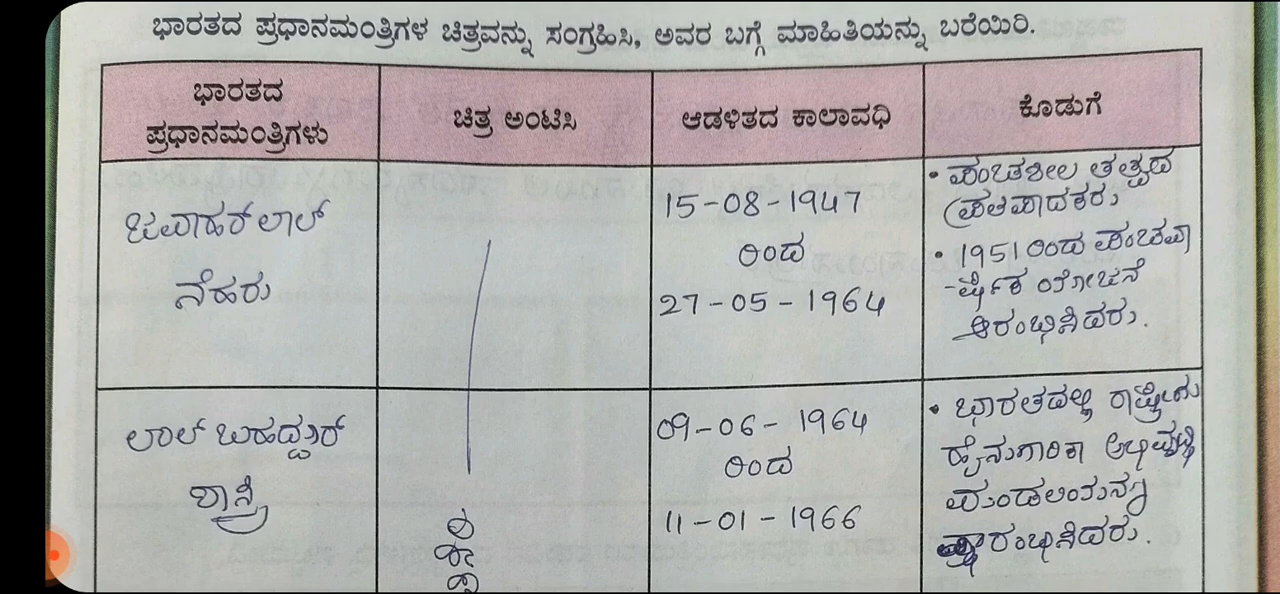 ಭಾರತದ ಪ್ರಧಾನಮಂತ್ರಿಗಳ ಚಿತ್ರವನ್ನು ಸಂಗ್ರಹಿಸಿ, ಅವರ ಬಗ್ಗೆ ಮಾಹಿತಿಯನ್ನು ಬರೆಯಿರಿ.
ಭಾರತದ
ಪ್ರಧಾನಮಂತ್ರಿಗಳು
ಚಿತ್ರ ಅಂಟಿಸಿ
ಆಡಳಿತದ ಕಾಲಾವಧಿ
ಕೊಡುಗೆ
ಜವಾಹರ್ ಲಾಲ್
ನೆಹರು
15-08-1947
ರಿಂದ
27-05-1964
• ಪಂಚಶೀಲ ತತ್ವದ
ಪ್ರತಿಪಾದಕರು
• 1951 ರಿಂದ ಪಂಚವಾ
-ರ್ಷಿಕ ಯೋಜನೆ
ಆರಂಭಿಸಿದರು.
ಲಾಲ್ ಬಹದ್ದುರ್
ಶಾಸ್ತ್ರಿ
09-06-1964
ರಿಂದ
11-01-1966
• ಭಾರತದಲ್ಲಿ ರಾಷ್ಟ್ರೀಯ
ಹೈನುಗಾರಿಕಾ ಅಭಿವೃದ್ಧಿ
ಮಂಡಲಿಯನ್ನು
ಪ್ರಾರಂಭಿಸಿದರು.